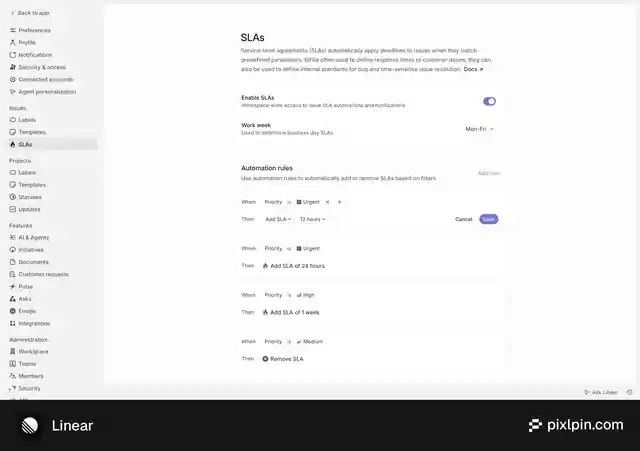 Back to app
Preferences
Profile
Notifications
Security & access
Connected accounts
Agent personalization
Issues
Labels
Templates
SLAs
Projects
Labels
Templates
Statuses
Updates
Features
AI & Agents
Initiatives
Documents
Customer requests
Pulse
Asks
Emojis
Integrations
Administration
Workspace
Teams
Members
Security
SLAs
Service-level agreements (SLAs) automatically apply deadlines to issues when they match
predefined parameters. While often used to define response times to customer issues, they can
also be used to define internal standards for bug and time-sensitive issue resolution. Docs ↗
Enable SLAs
Workspace-wide access to issue SLA automations and notifications
Work week
Used to determine business day SLAs
Mon-Fri
Automation rules
Use automation rules to automatically add or remove SLAs based on filters
Add rule
When Priority is Urgent × +
Then Add SLA 12 hours
Cancel Save
When Priority is Urgent
Then Add SLA of 24 hours
When Priority is High
Then Add SLA of 1 week
When Priority is Medium
Then Remove SLA
Ask Linear
Linear
pixlpin.com